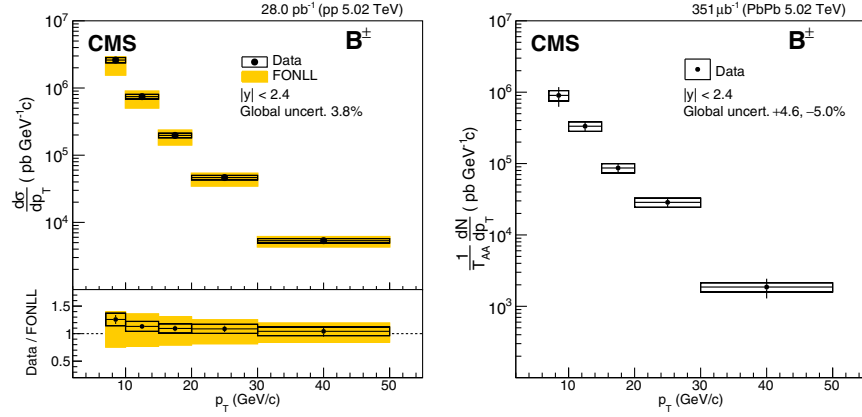 28.0 pb⁻¹ (pp 5.02 TeV)
CMS
B±
Data
FONLL
|y| < 2.4
Global uncert. 3.8%
10⁷
10⁶
10⁵
10⁴
dσ/dp_T ( pb GeV⁻¹c)
1.5
1
0.5
Data / FONLL
0 10 20 30 40 50
p_T (GeV/c)
351 μb⁻¹ (PbPb 5.02 TeV)
CMS
B±
Data
|y| < 2.4
Global uncert. +4.6, −5.0%
10⁷
10⁶
10⁵
10⁴
10³
1/T_AA dN/dp_T ( pb GeV⁻¹c)
10 20 30 40 50
p_T (GeV/c)